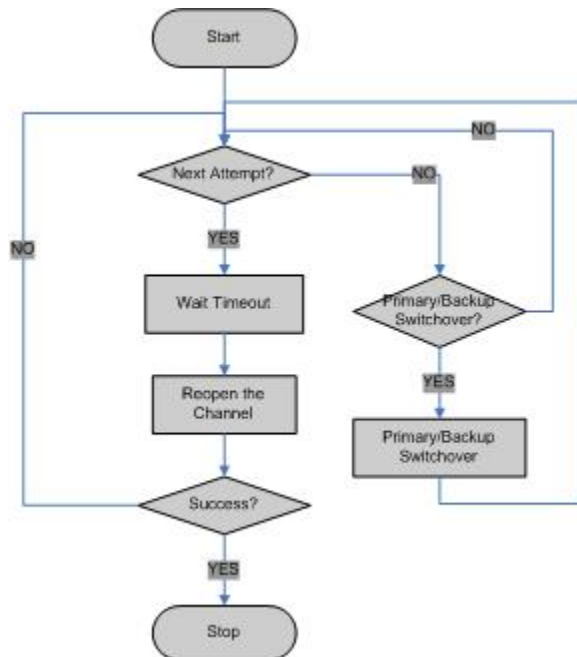 Start
NO
Next Attempt?
NO
YES
NO
Wait Timeout
Primary/Backup
Switchover?
Reopen the
Channel
YES
Primary/Backup
Switchover
Success?
YES
Stop